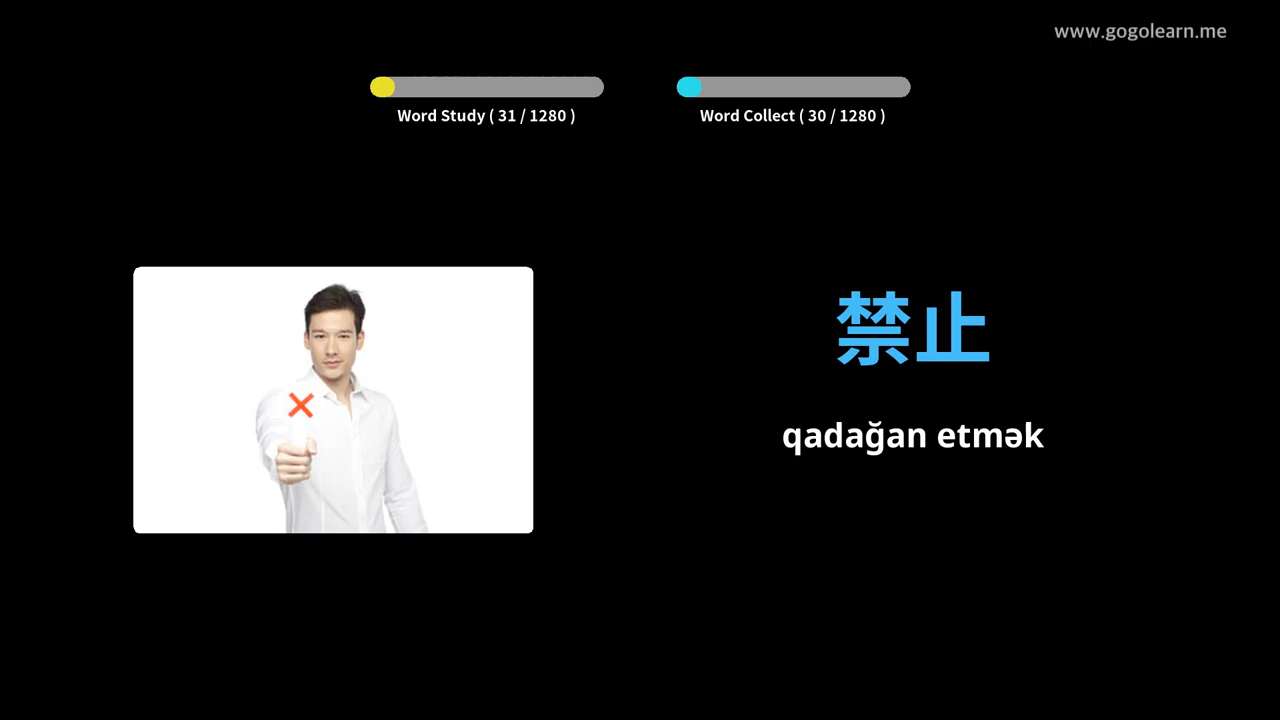 www.gogolearn.me
Word Study ( 31 / 1280 )
Word Collect ( 30 / 1280 )
禁止
qadağan etmək